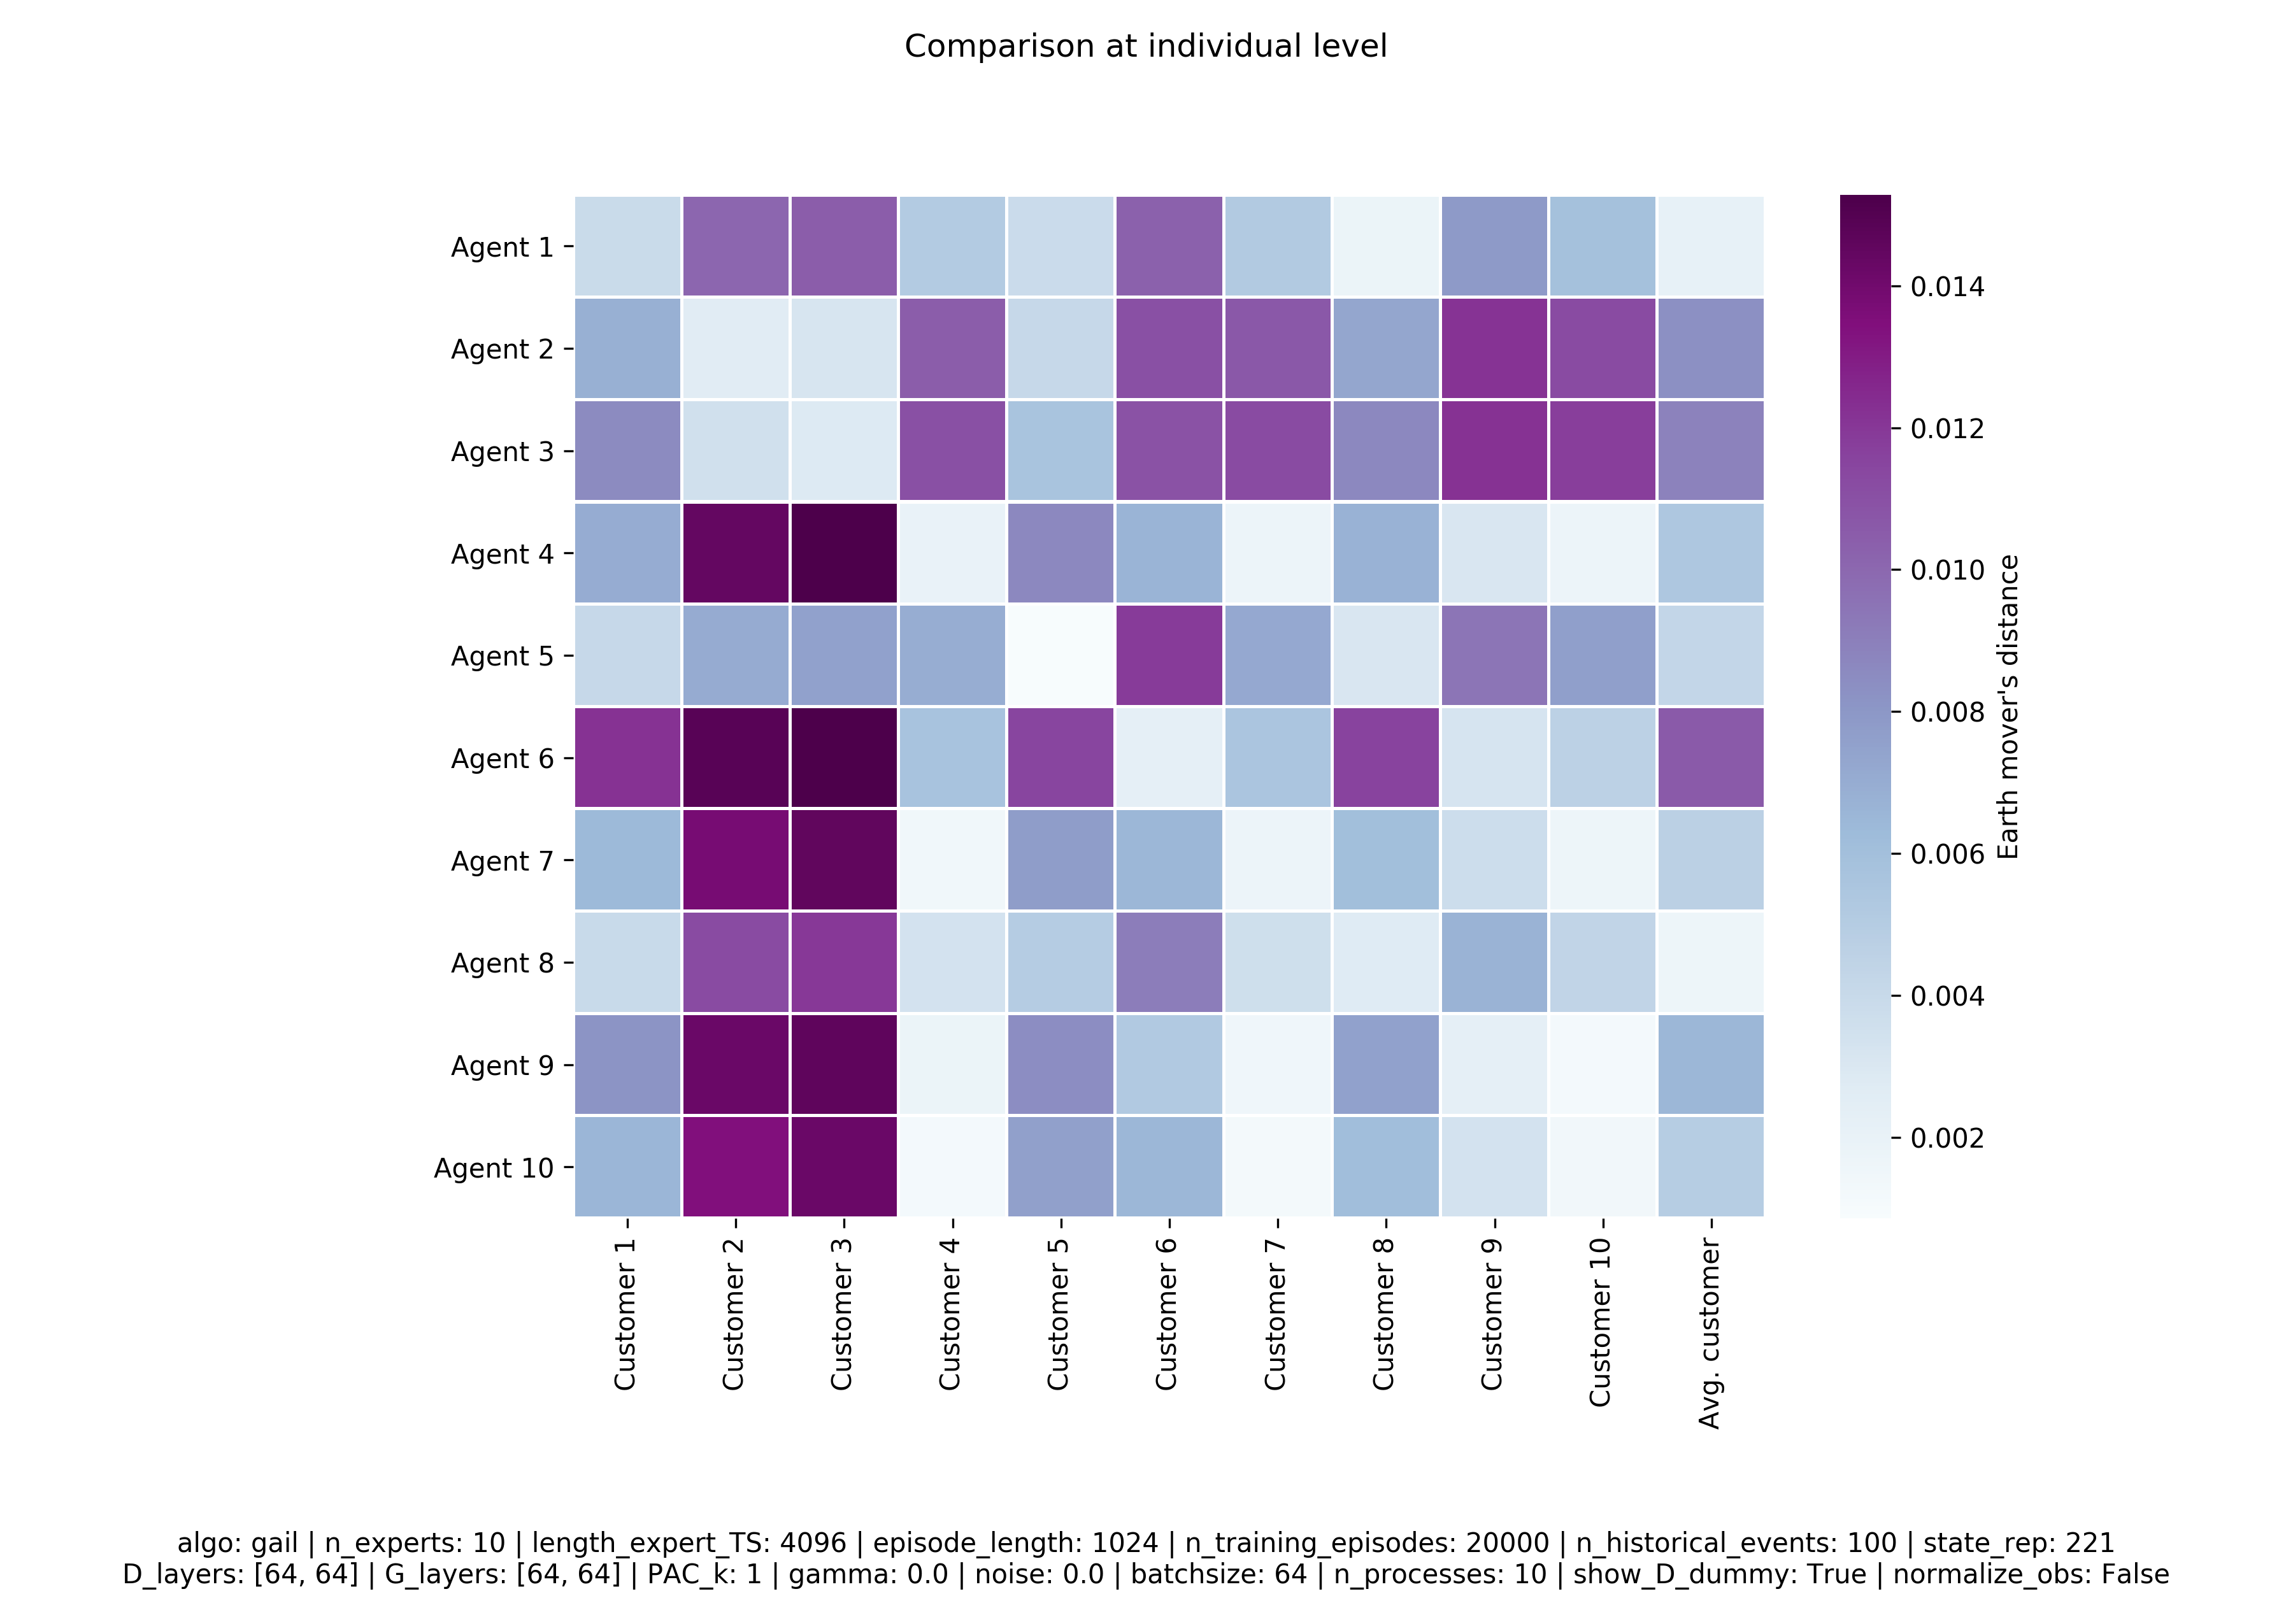 Comparison at individual level
Agent 1
Agent 2
Agent 3
Agent 4
Agent 5
Agent 6
Agent 7
Agent 8
Agent 9
Agent 10
Customer 1
Customer 2
Customer 3
Customer 4
Customer 5
Customer 6
Customer 7
Customer 8
Customer 9
Customer 10
Avg. customer
0.014
0.012
0.010
0.008
0.006
0.004
0.002
Earth mover's distance
algo: gail | n_experts: 10 | length_expert_TS: 4096 | episode_length: 1024 | n_training_episodes: 20000 | n_historical_events: 100 | state_rep: 221
D_layers: [64, 64] | G_layers: [64, 64] | PAC_k: 1 | gamma: 0.0 | noise: 0.0 | batchsize: 64 | n_processes: 10 | show_D_dummy: True | normalize_obs: False